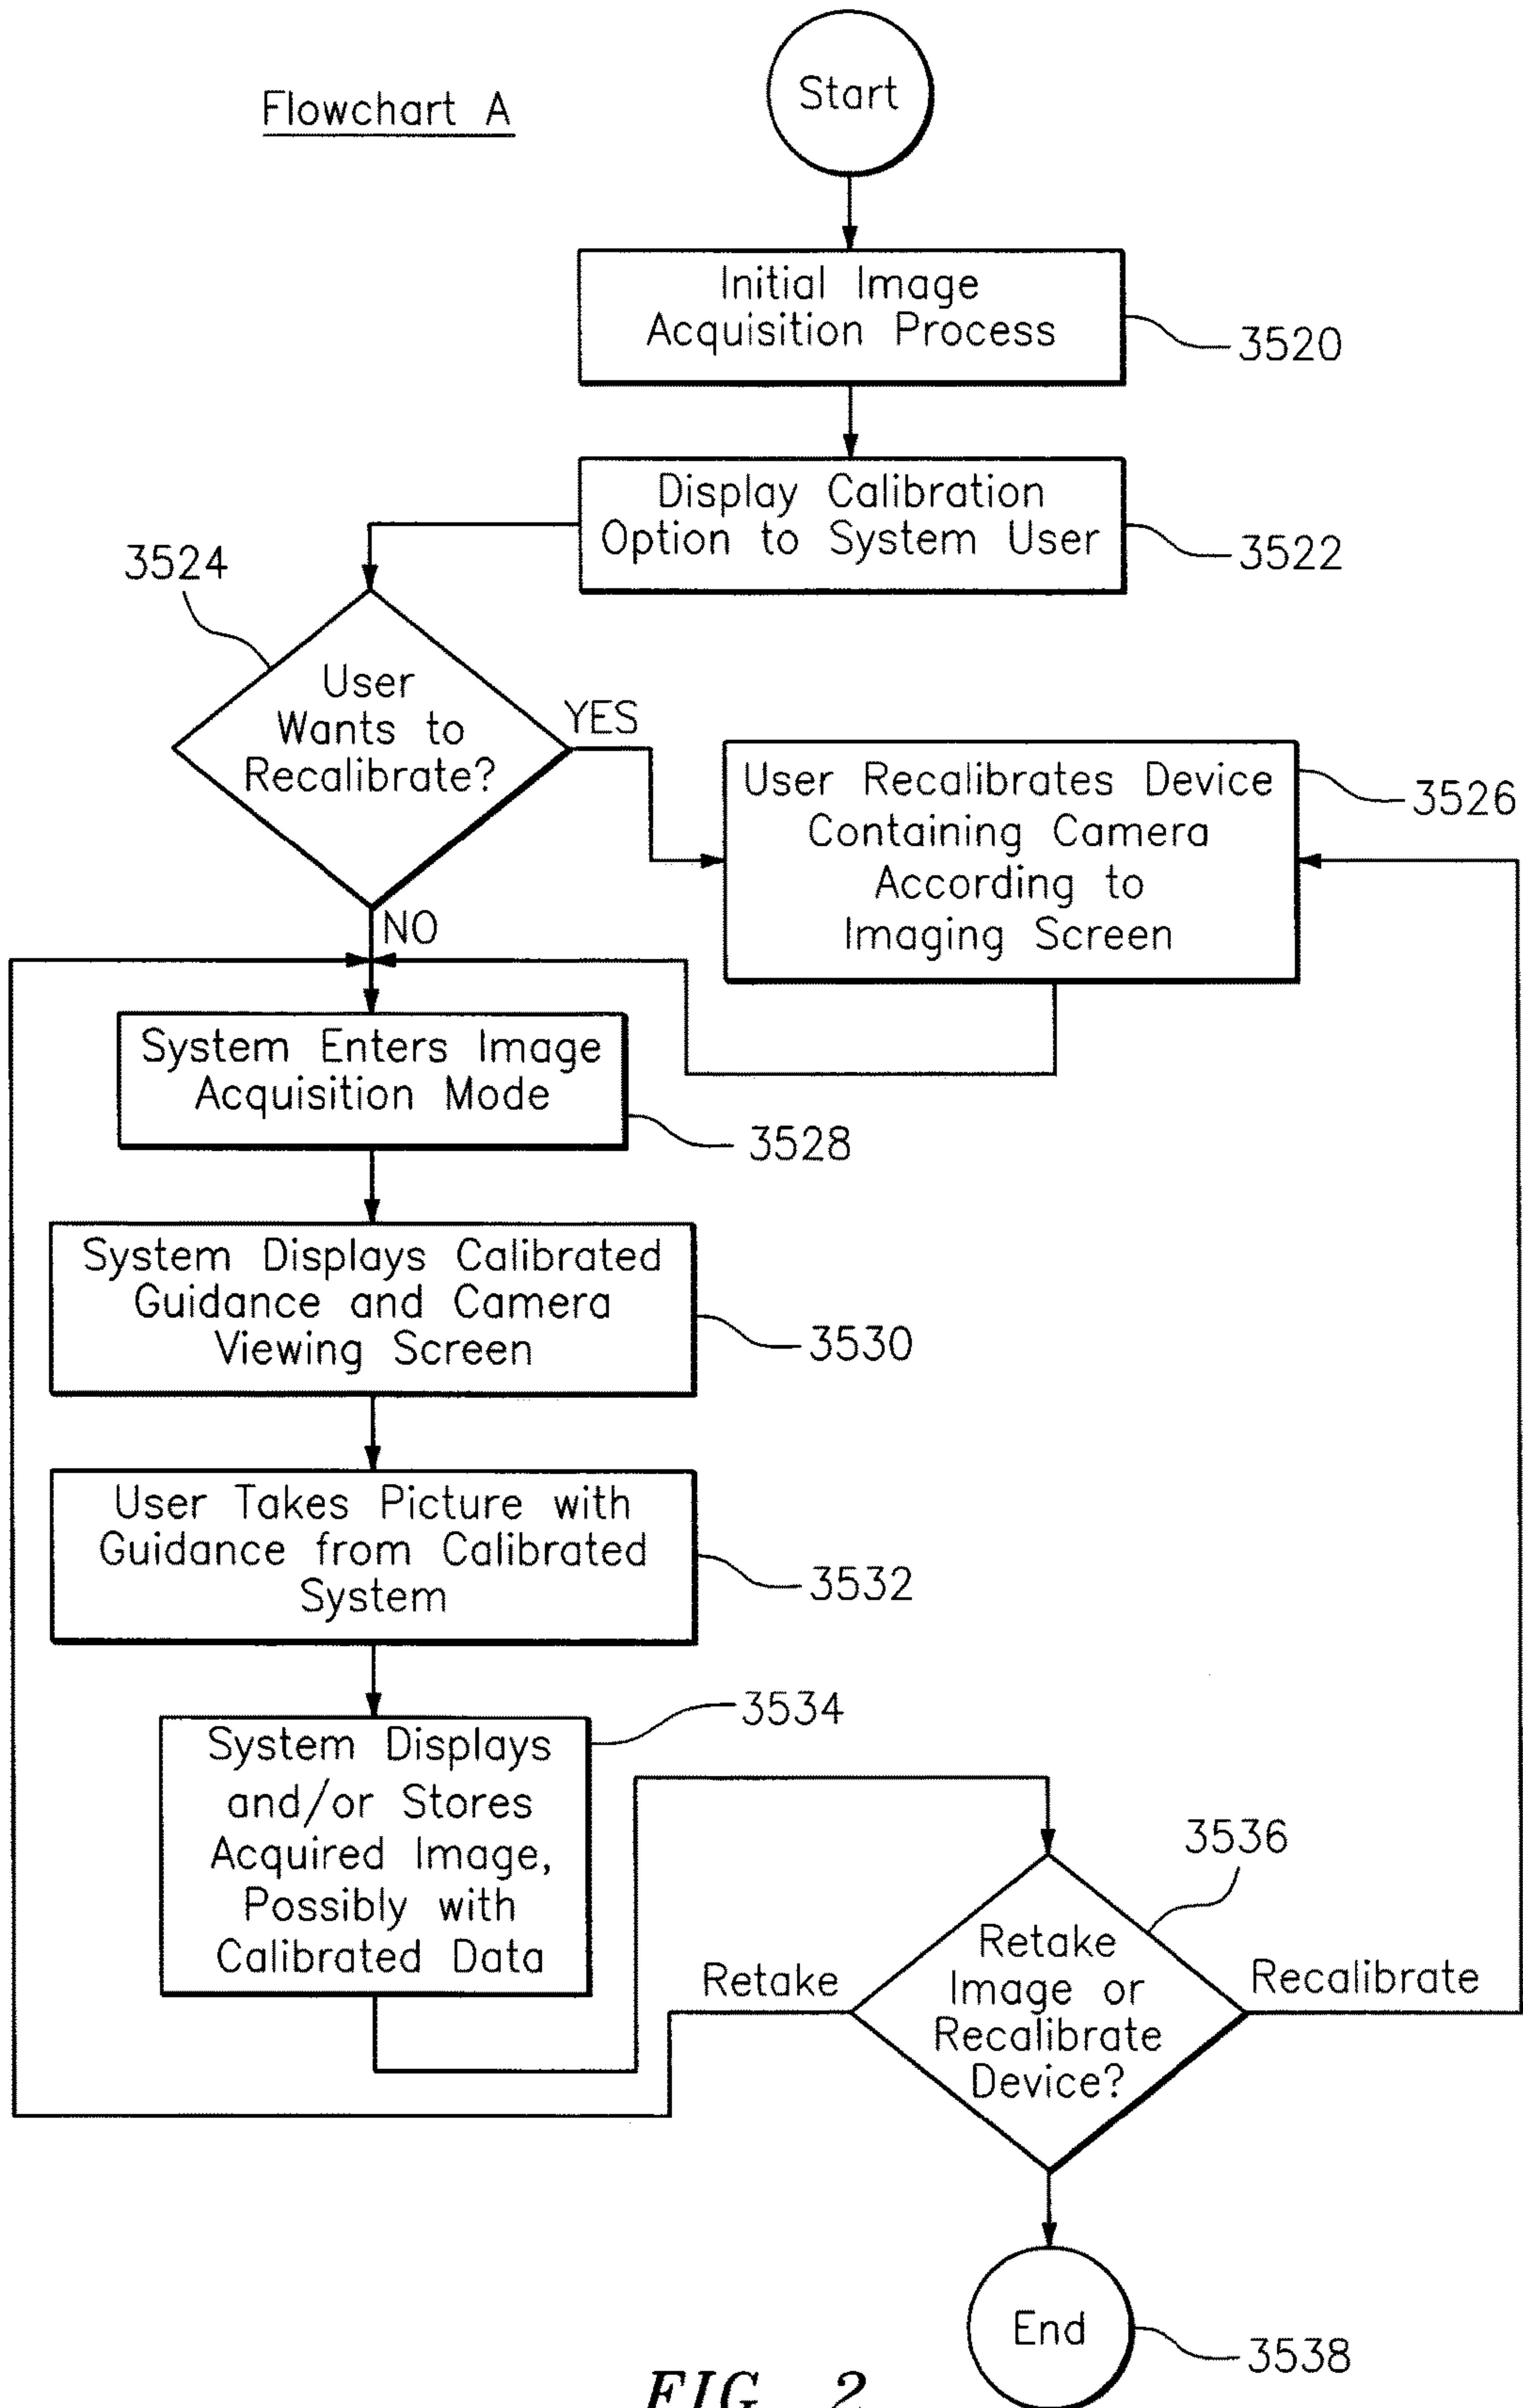 Flowchart A
Start
Initial Image
Acquisition Process
3520
Display Calibration
Option to System User
3522
3524
User
Wants to
Recalibrate?
YES
NO
User Recalibrates Device
Containing Camera
According to
Imaging Screen
3526
System Enters Image
Acquisition Mode
3528
System Displays Calibrated
Guidance and Camera
Viewing Screen
3530
User Takes Picture with
Guidance from Calibrated
System
3532
3534
System Displays
and/or Stores
Acquired Image,
Possibly with
Calibrated Data
3536
Retake
Image or
Recalibrate
Device?
Retake
Recalibrate
End
3538
FIG. 2